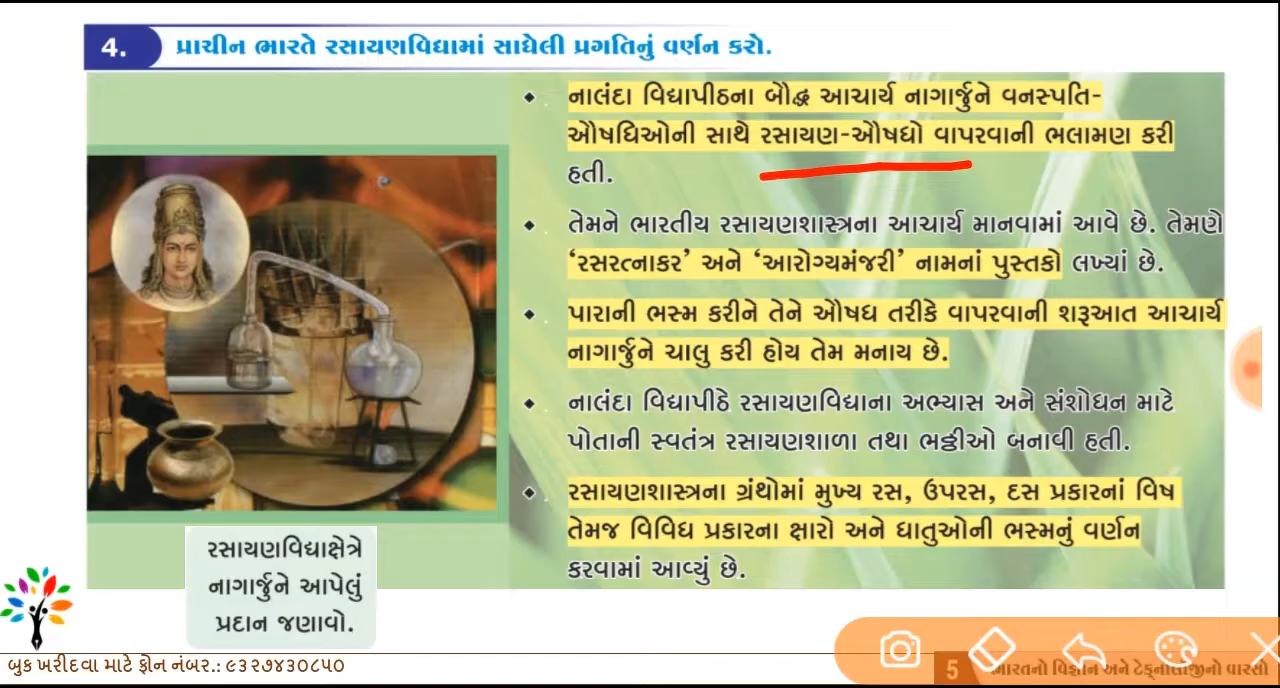 4. પ્રાચીન ભારતે રસાયણવિદ્યામાં સાધેલી પ્રગતિનું વર્ણન કરો.
નાલંદા વિદ્યાપીઠના બૌદ્ધ આચાર્ય નાગાર્જુને વનસ્પતિ-
ઔષધિઓની સાથે રસાયણ-ઔષધો વાપરવાની ભલામણ કરી
હતી.
તેમને ભારતીય રસાયણશાસ્ત્રના આચાર્ય માનવામાં આવે છે. તેમણે
‘રસરત્નાકર’ અને ‘આરોગ્યમંજરી’ નામનાં પુસ્તકો લખ્યાં છે.
પારાની ભસ્મ કરીને તેને ઔષધ તરીકે વાપરવાની શરૂઆત આચાર્ય
નાગાર્જુને ચાલુ કરી હોય તેમ મનાય છે.
નાલંદા વિદ્યાપીઠે રસાયણવિદ્યાના અભ્યાસ અને સંશોધન માટે
પોતાની સ્વતંત્ર રસાયણશાળા તથા ભઠ્ઠીઓ બનાવી હતી.
રસાયણશાસ્ત્રના ગ્રંથોમાં મુખ્ય રસ, ઉપરસ, દસ પ્રકારનાં વિષ
તેમજ વિવિધ પ્રકારના ક્ષારો અને ધાતુઓની ભસ્મનું વર્ણન
કરવામાં આવ્યું છે.
રસાયણવિદ્યાક્ષેત્રે
નાગાર્જુને આપેલું
પ્રદાન જણાવો.
બુક ખરીદવા માટે ફોન નંબર.: ૯૩૨૭૪૩૦૮૫૦
5 ભારતનો વિજ્ઞાન અને ટેક્નોલૉજીનો વારસો